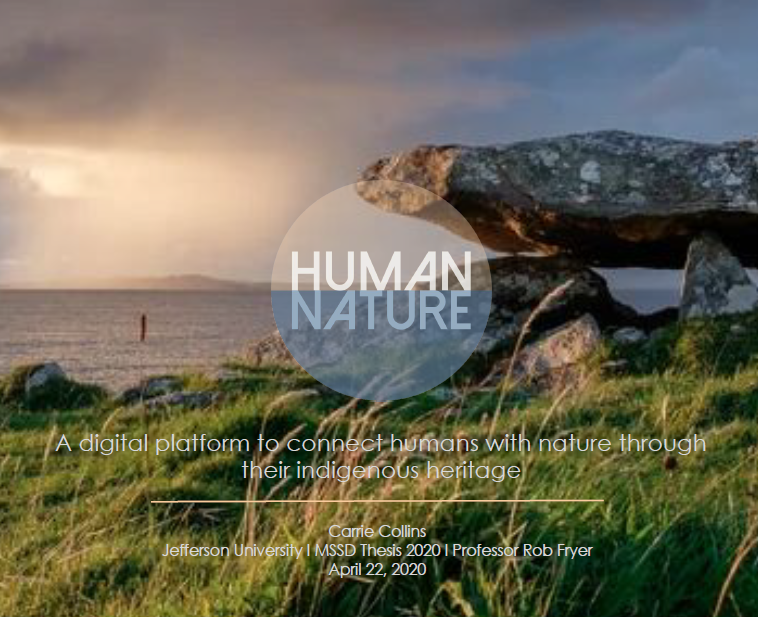 HUMAN
NATURE
A digital platform to connect humans with nature through
their indigenous heritage
Carrie Collins
Jefferson University | MSSD Thesis 2020 | Professor Rob Fryer
April 22, 2020